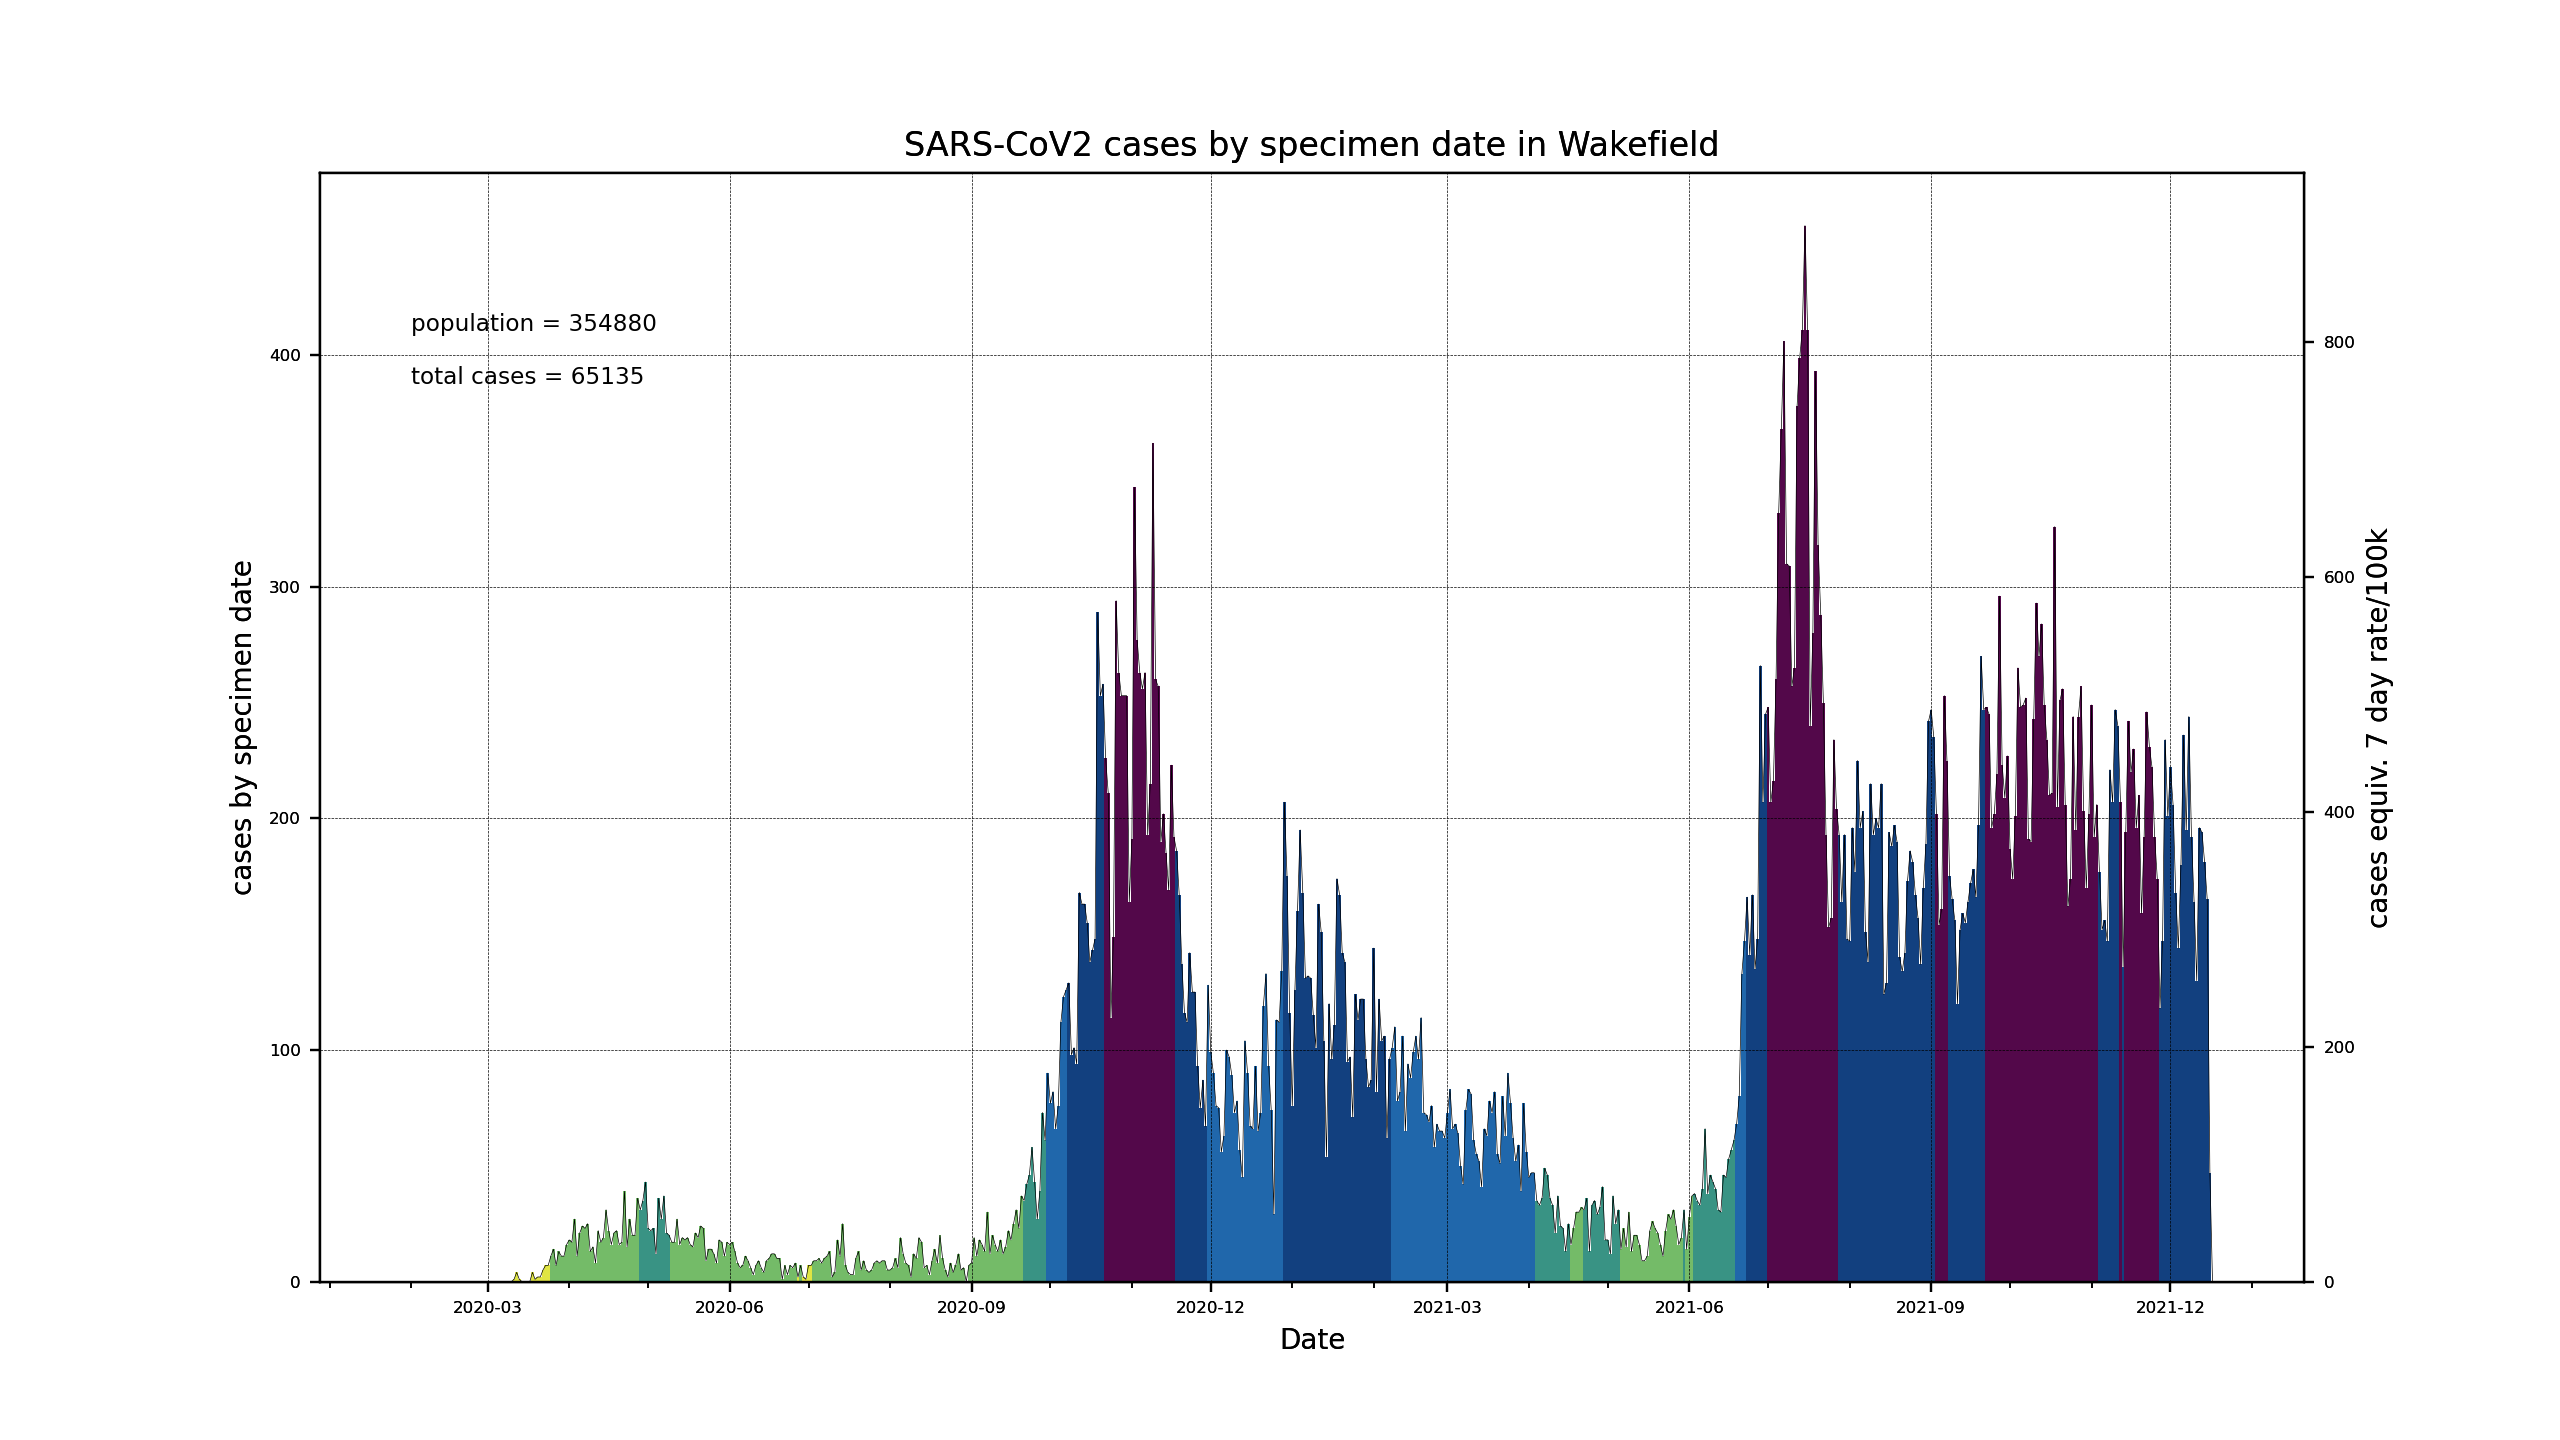 SARS-CoV2 cases by specimen date in Wakefield
population = 354880
total cases = 65135
cases by specimen date
400
300
200
100
0
cases equiv. 7 day rate/100k
800
600
400
200
0
2020-03 2020-06 2020-09 2020-12 2021-03 2021-06 2021-09 2021-12
Date